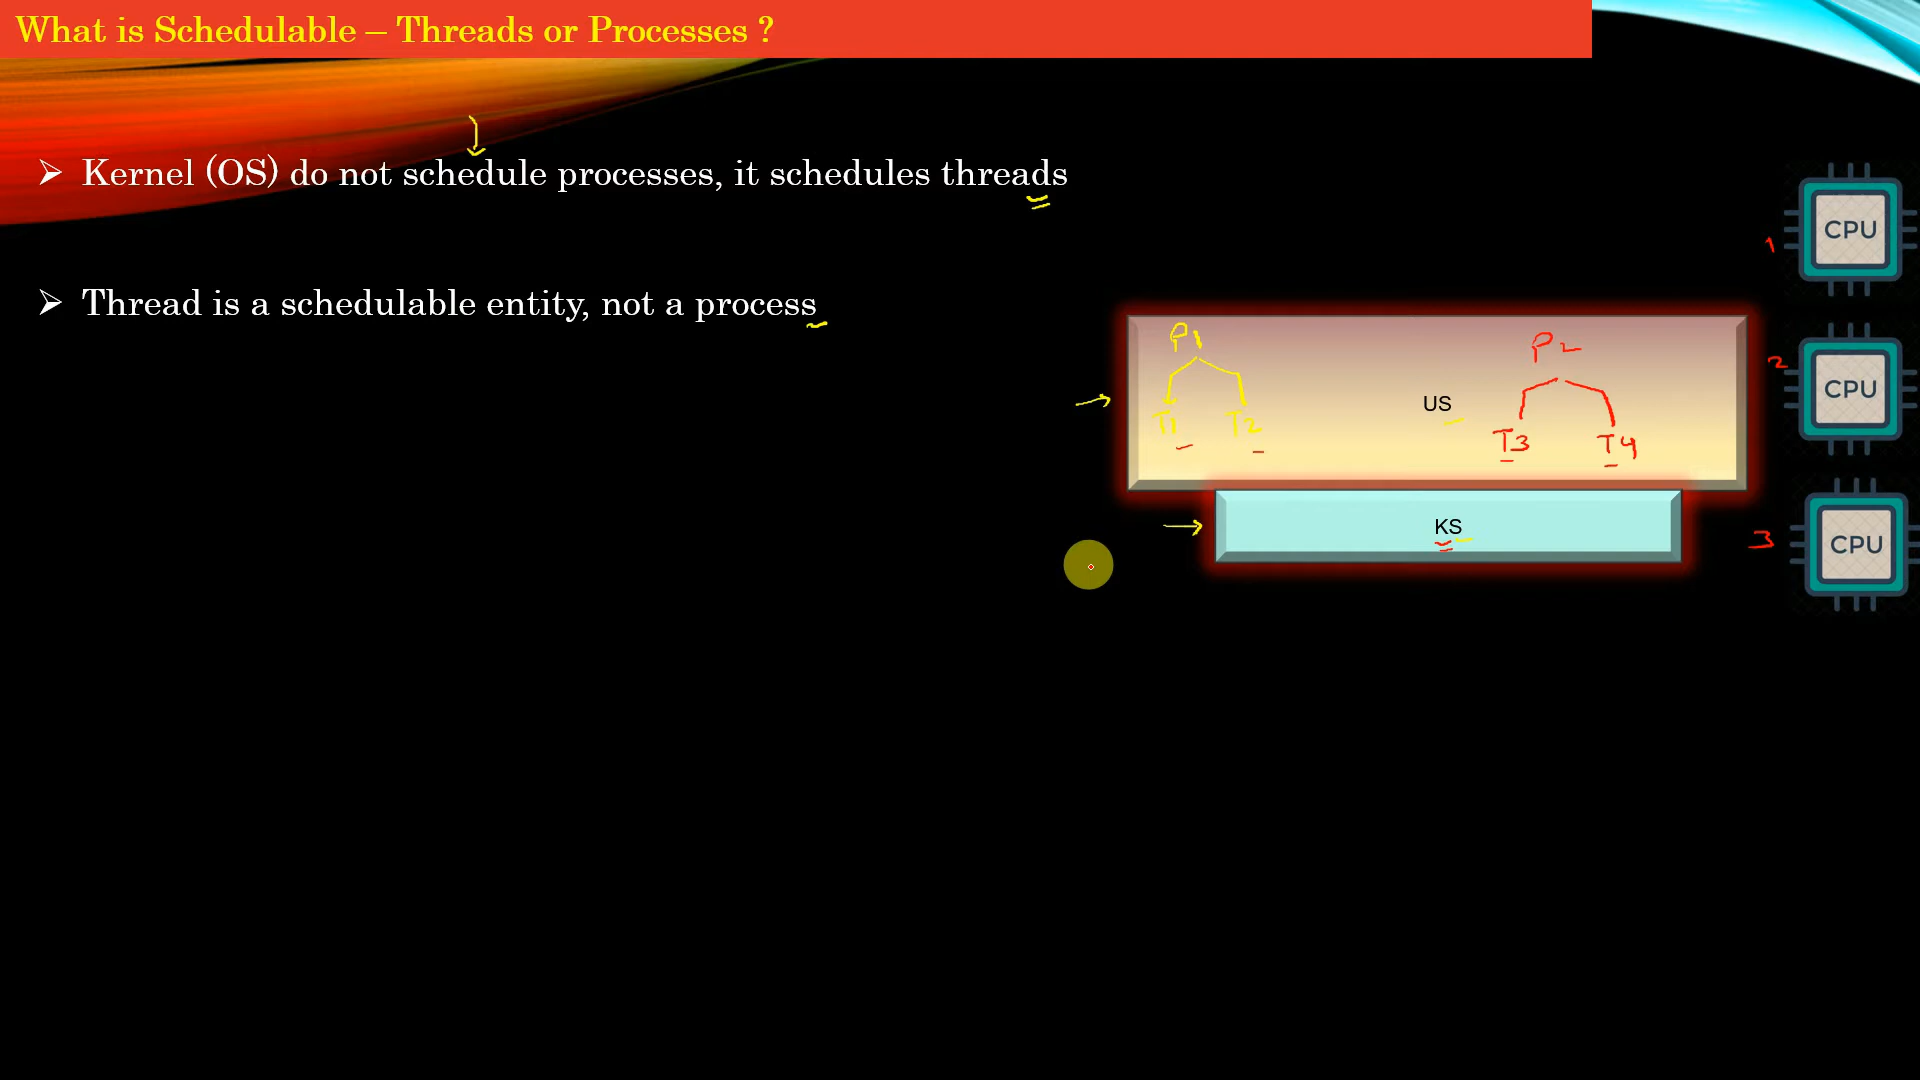 What is Schedulable – Threads or Processes ?
➢ Kernel (OS) do not schedule processes, it schedules threads
➢ Thread is a schedulable entity, not a process
CPU
1
P1
P2
2
CPU
US
T1 T2
T3 T4
KS
3
CPU